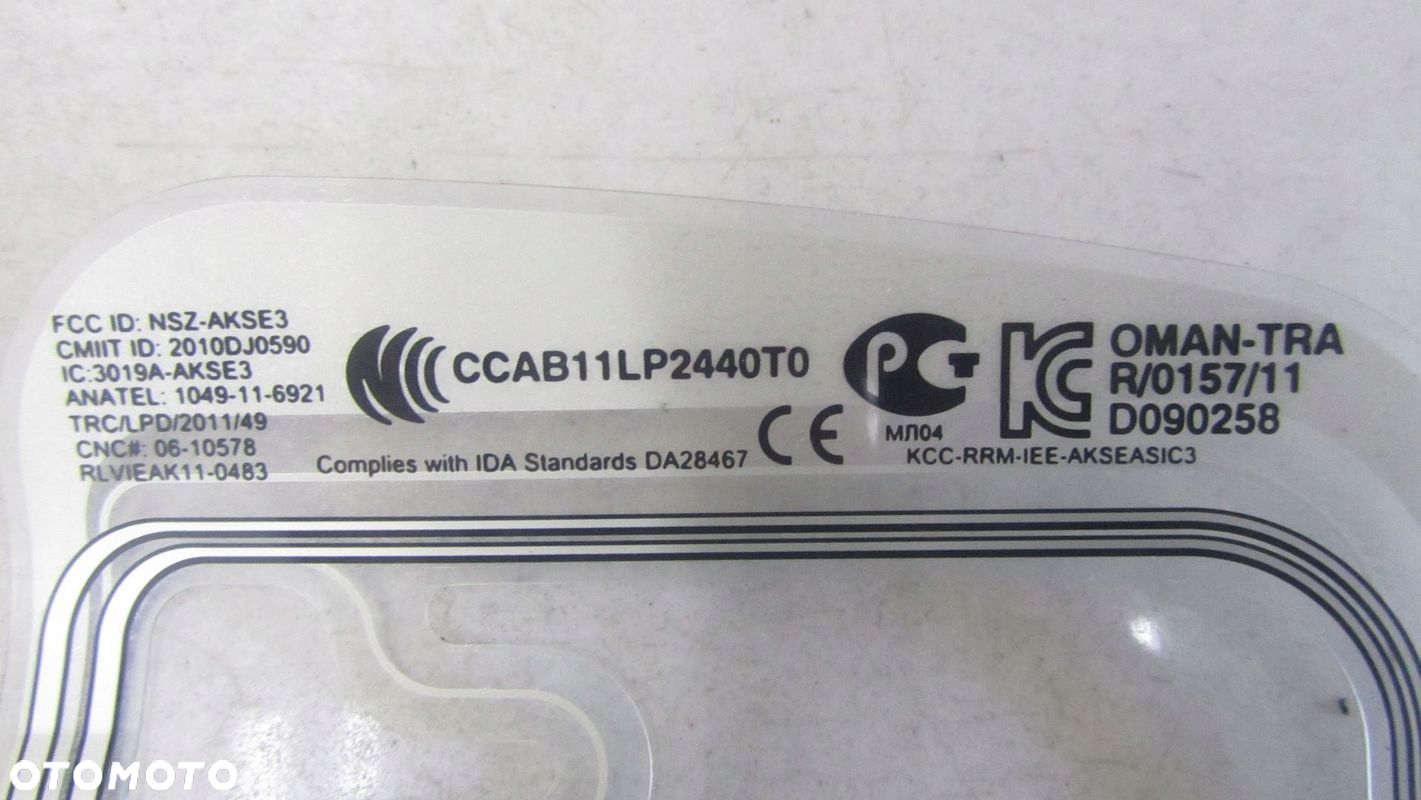 FCC ID: NSZ-AKSE3
CMIIT ID: 2010DJ0590
IC:3019A-AKSE3
ANATEL: 1049-11-6921
TRC/LPD/2011/49
CNC#: 06-10578
RLVIEAK11-0483
CCAB11LP2440T0
Complies with IDA Standards DA28467
CE
РСТ
МЛ04
KC
OMAN-TRA
R/0157/11
D090258
KCC-RRM-IEE-AKSEASIC3
OTOMOTO